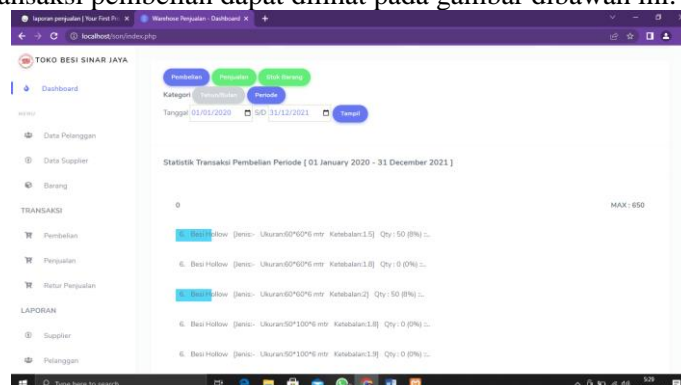 ansaksi pembelian dapat dilihat pada gambar dibawah ini.
laporan penjualan | Your First Pro
Warehose Penjualan - Dashboard
localhost/son/index.php
TOKO BESI SINAR JAYA
Dashboard
MENU
Data Pelanggan
Data Supplier
Barang
TRANSAKSI
Pembelian
Penjualan
Retur Penjualan
LAPORAN
Supplier
Pelanggan
Pembelian Penjualan Stok Barang
Kategori Periode
Tanggal 01/01/2020 S/D 31/12/2021 Tampil
Statistik Transaksi Pembelian Periode [ 01 January 2020 - 31 December 2021 ]
0 MAX : 650
6. Besi Hollow [Jenis:- Ukuran:60*60*6 mtr Ketebalan:1.5] Qty : 50 (8%) ::..
6. Besi Hollow [Jenis:- Ukuran:60*60*6 mtr Ketebalan:1.8] Qty : 0 (0%) ::..
6. Besi Hollow [Jenis:- Ukuran:60*60*6 mtr Ketebalan:2] Qty : 50 (8%) ::..
6. Besi Hollow [Jenis:- Ukuran:50*100*6 mtr Ketebalan:1.8] Qty : 0 (0%) ::..
6. Besi Hollow [Jenis:- Ukuran:50*100*6 mtr Ketebalan:1.9] Qty : 0 (0%) ::..
Type here to search
5:29